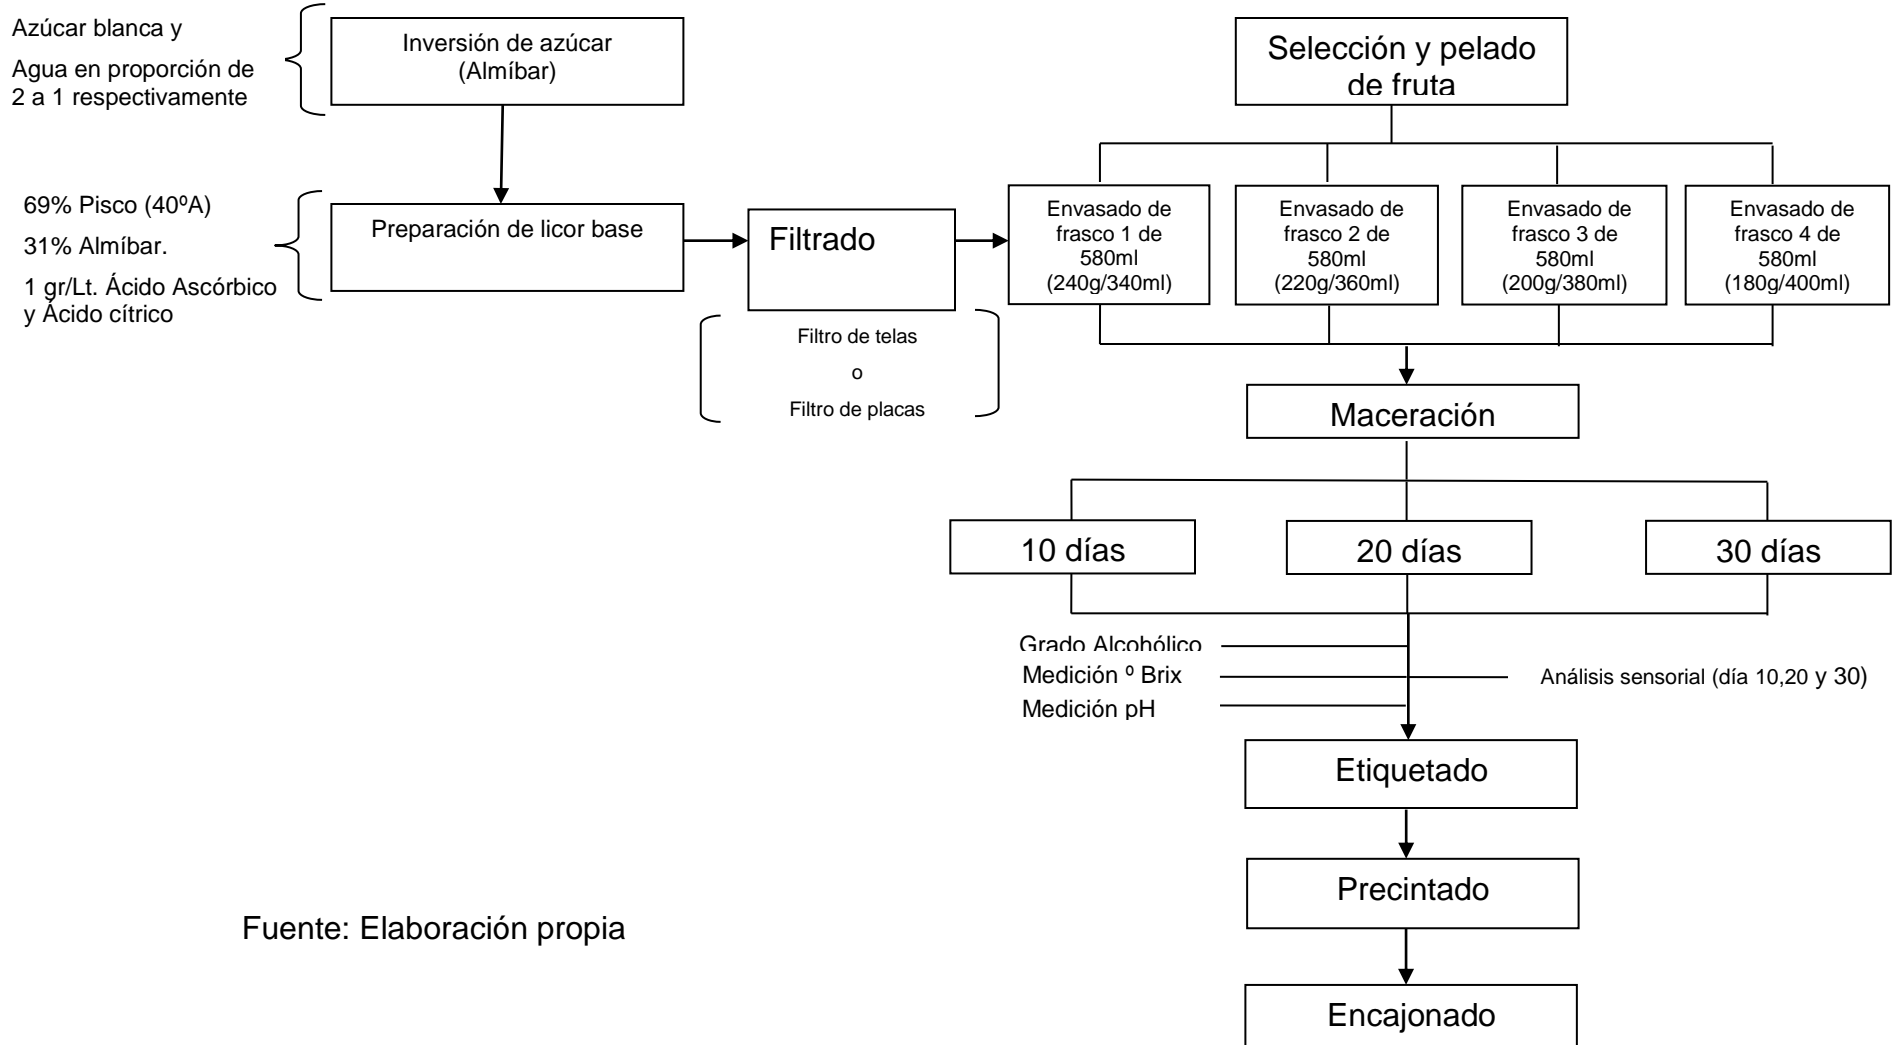 Azúcar blanca y
Agua en proporción de
2 a 1 respectivamente
Inversión de azúcar
(Almíbar)
Selección y pelado
de fruta
69% Pisco (40ºA)
31% Almíbar.
1 gr/Lt. Ácido Ascórbico
y Ácido cítrico
Preparación de licor base
Filtrado
Filtro de telas
o
Filtro de placas
Envasado de
frasco 1 de
580ml
(240g/340ml)
Envasado de
frasco 2 de
580ml
(220g/360ml)
Envasado de
frasco 3 de
580ml
(200g/380ml)
Envasado de
frasco 4 de
580ml
(180g/400ml)
Maceración
10 días
20 días
30 días
Grado Alcohólico
Medición º Brix
Medición pH
Análisis sensorial (día 10,20 y 30)
Etiquetado
Precintado
Encajonado
Fuente: Elaboración propia